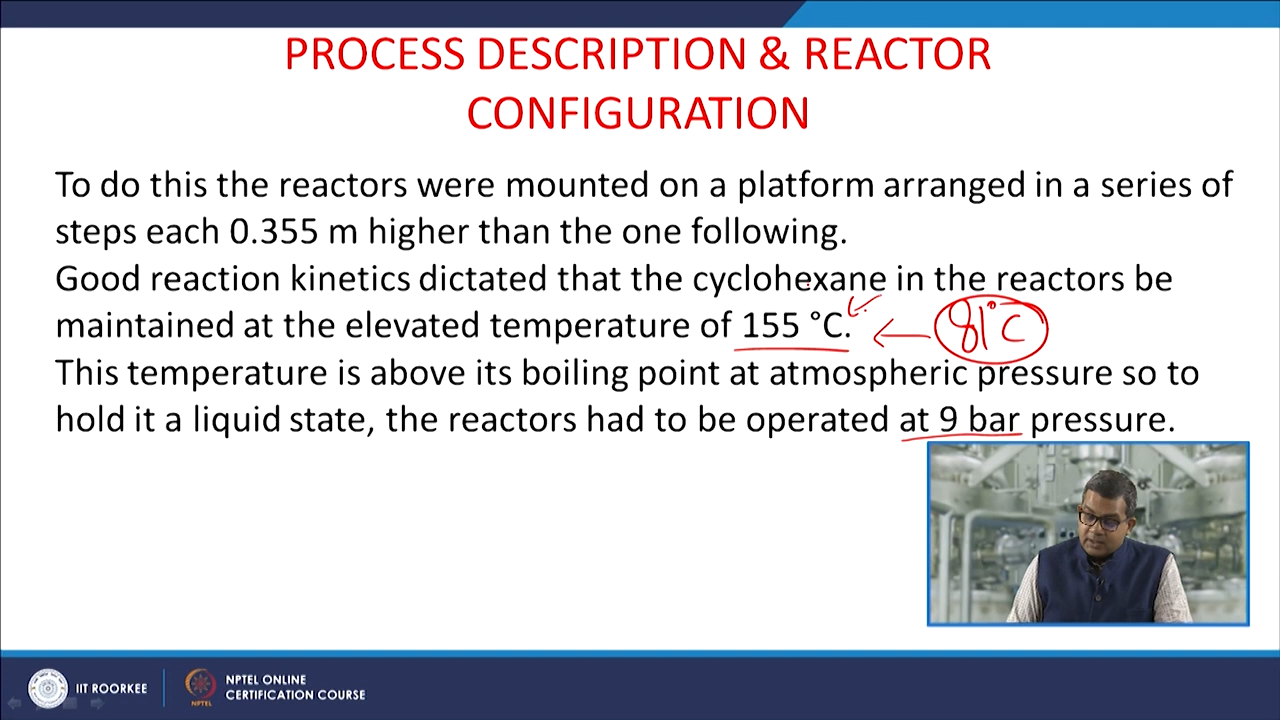 PROCESS DESCRIPTION & REACTOR
CONFIGURATION
To do this the reactors were mounted on a platform arranged in a series of
steps each 0.355 m higher than the one following.
Good reaction kinetics dictated that the cyclohexane in the reactors be
maintained at the elevated temperature of 155 °C. 81°C
This temperature is above its boiling point at atmospheric pressure so to
hold it a liquid state, the reactors had to be operated at 9 bar pressure.
IIT ROORKEE
NPTEL ONLINE
CERTIFICATION COURSE
NPTEL